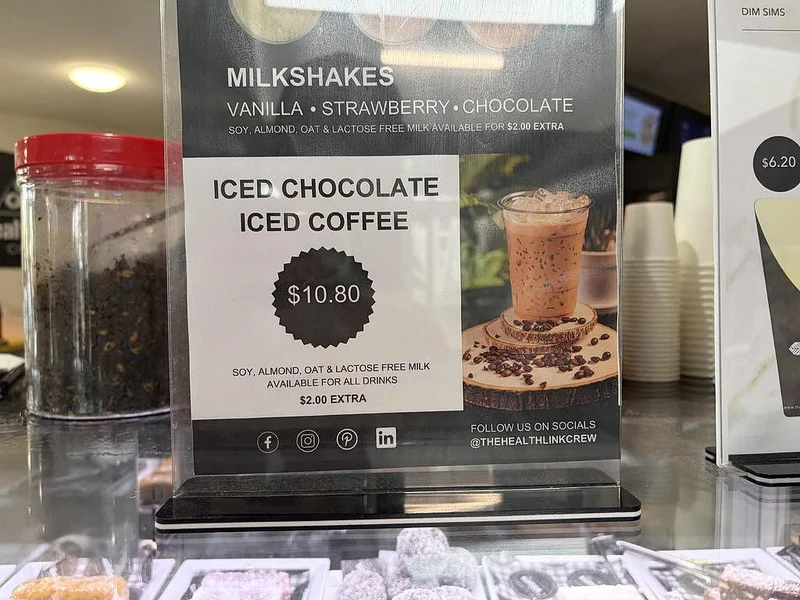 MILKSHAKES
VANILLA • STRAWBERRY • CHOCOLATE
SOY, ALMOND, OAT & LACTOSE FREE MILK AVAILABLE FOR $2.00 EXTRA
ICED CHOCOLATE
ICED COFFEE
$10.80
SOY, ALMOND, OAT & LACTOSE FREE MILK
AVAILABLE FOR ALL DRINKS
$2.00 EXTRA
in
FOLLOW US ON SOCIALS
@THEHEALTHLINKCREW
DIM SIMS
$6.20